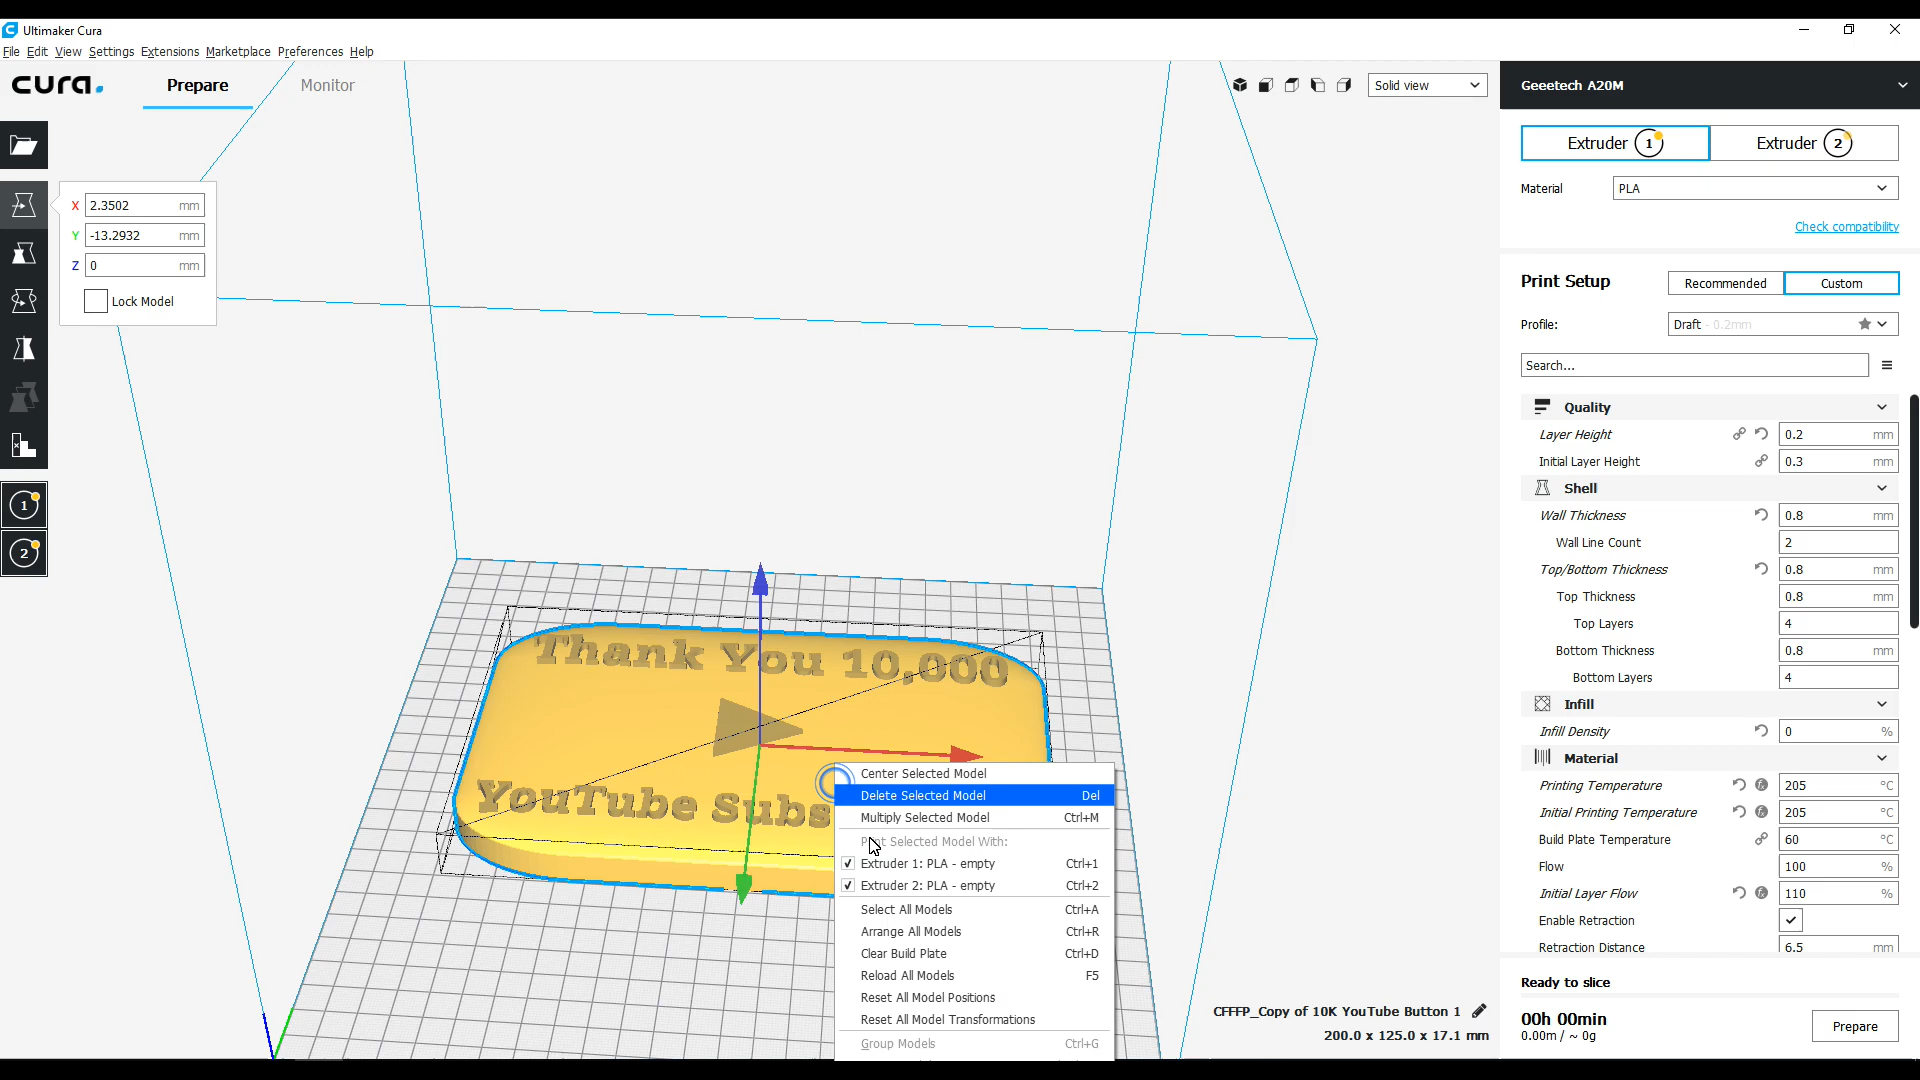 Ultimaker Cura
File Edit View Settings Extensions Marketplace Preferences Help
cura.
Prepare
Monitor
Solid view
Geeetech A20M
Extruder 1
Extruder 2
Material
PLA
Check compatibility
X 2.3502 mm
Y -13.2932 mm
Z 0 mm
Lock Model
1
2
Print Setup
Recommended
Custom
Profile:
Draft - 0.2mm
Search...
Quality
Layer Height 0.2 mm
Initial Layer Height 0.3 mm
Shell
Wall Thickness 0.8 mm
Wall Line Count 2
Top/Bottom Thickness 0.8 mm
Top Thickness 0.8 mm
Top Layers 4
Bottom Thickness 0.8 mm
Bottom Layers 4
Infill
Infill Density 0 %
Material
Printing Temperature 205 °C
Initial Printing Temperature 205 °C
Build Plate Temperature 60 °C
Flow 100 %
Initial Layer Flow 110 %
Enable Retraction
Retraction Distance 6.5 mm
Thank You 10,000
YouTube Subs
Center Selected Model
Delete Selected Model Del
Multiply Selected Model Ctrl+M
Selected Model With:
Extruder 1: PLA - empty Ctrl+1
Extruder 2: PLA - empty Ctrl+2
Select All Models Ctrl+A
Arrange All Models Ctrl+R
Clear Build Plate Ctrl+D
Reload All Models F5
Reset All Model Positions
Reset All Model Transformations
Group Models Ctrl+G
CFFFP_Copy of 10K YouTube Button 1
200.0 x 125.0 x 17.1 mm
Ready to slice
00h 00min
0.00m / ~ 0g
Prepare